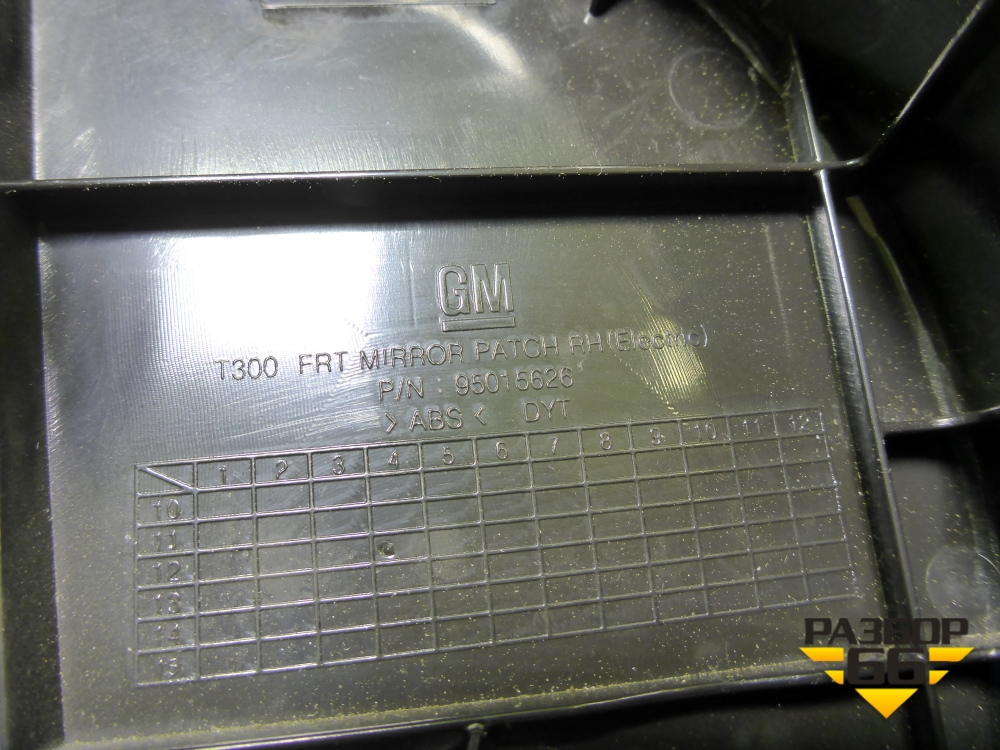 GM
T300 FRT MIRROR PATCH RH (Electric)
P/N 95015626
>ABS< DYT
1 2 3 4 5 6 7 8 9 10 11 12
10
11
12
13
14
15
РАЗБОР
66